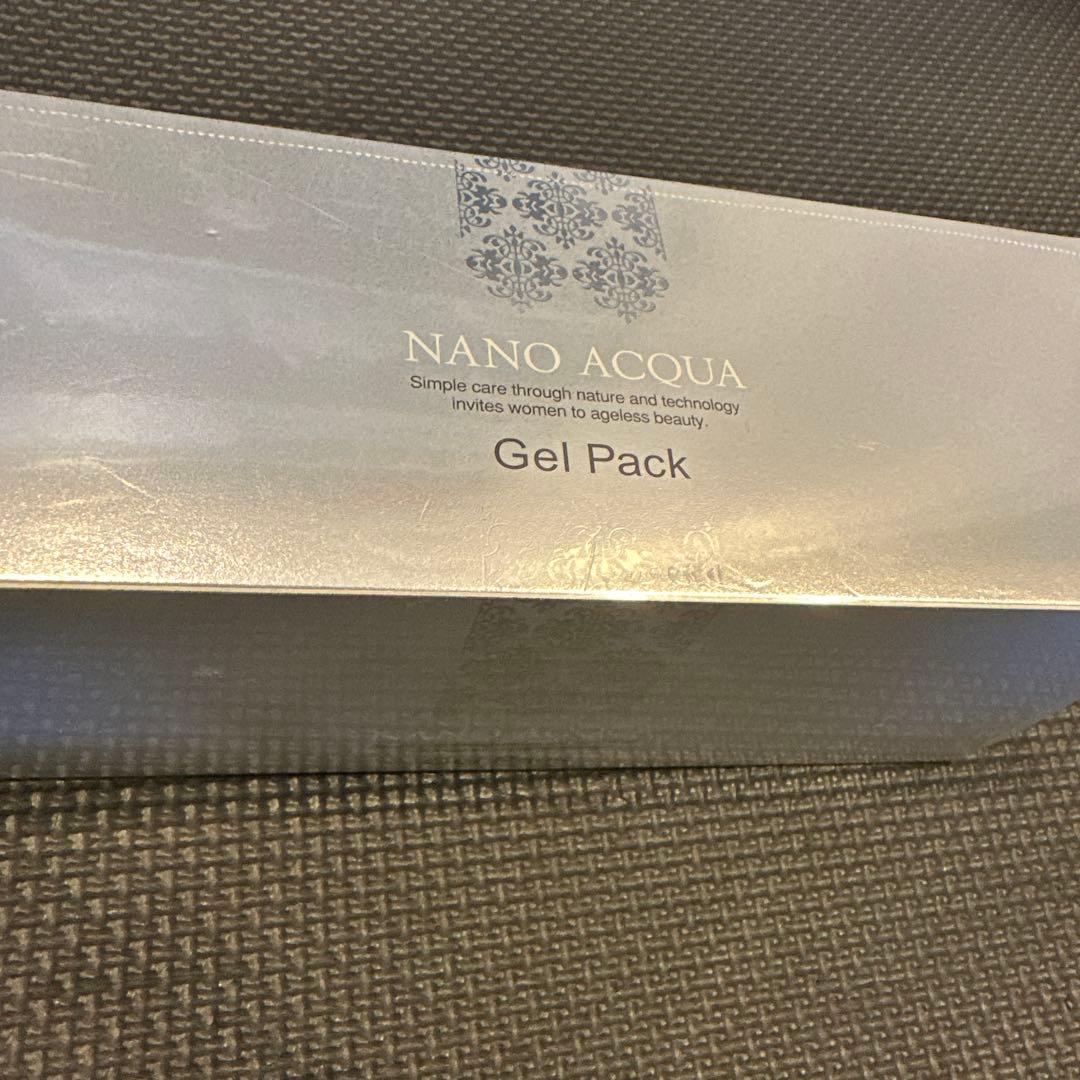 NANO ACQUA
Simple care through nature and technology
invites women to ageless beauty.
Gel Pack